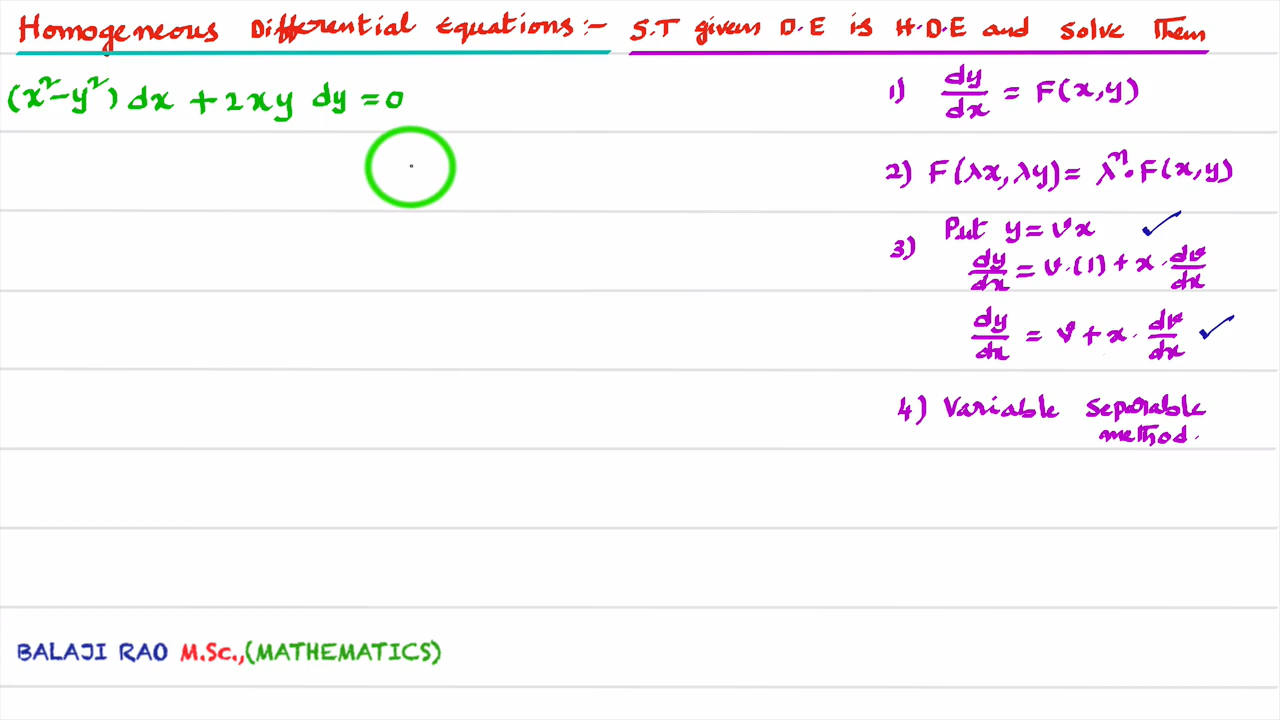 Homogeneous Differential Equations :- S.T given D.E is H.D.E and solve them
(x²-y²) dx + 2xy dy = 0
1) dy/dx = F(x,y)
2) F(λx, λy) = λⁿ. F(x,y)
3) Put y = vx ✓
dy/dx = v.(1) + x . dv/dx
dy/dx = v + x . dv/dx ✓
4) Variable Separable
method.
BALAJI RAO M.Sc.,(MATHEMATICS)